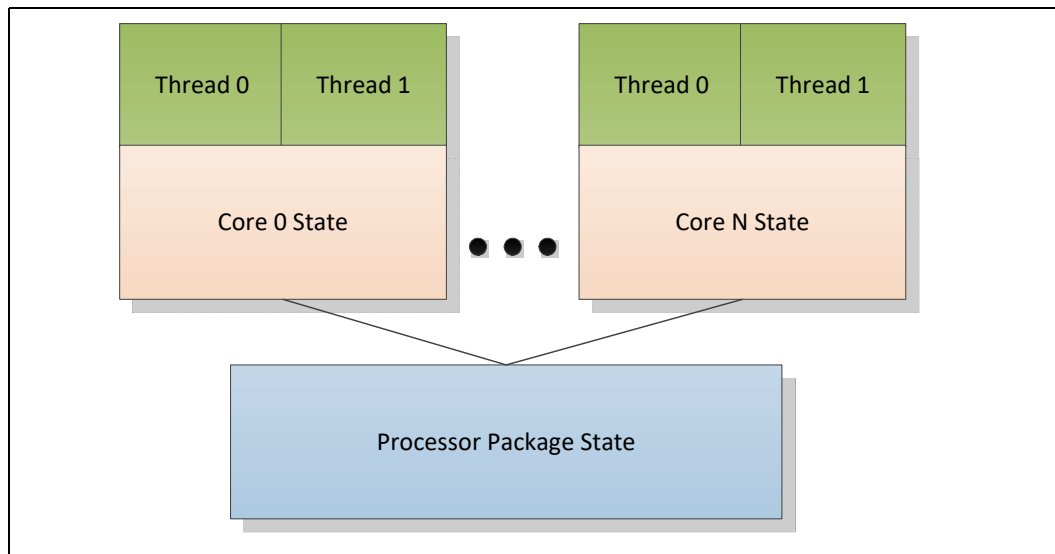 Thread 0
Thread 1
Thread 0
Thread 1
Core 0 State
Core N State
Processor Package State